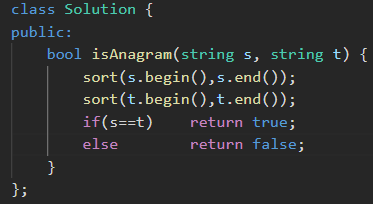 class Solution {
public:
    bool isAnagram(string s, string t) {
        sort(s.begin(),s.end());
        sort(t.begin(),t.end());
        if(s==t)    return true;
        else        return false;
    }
};